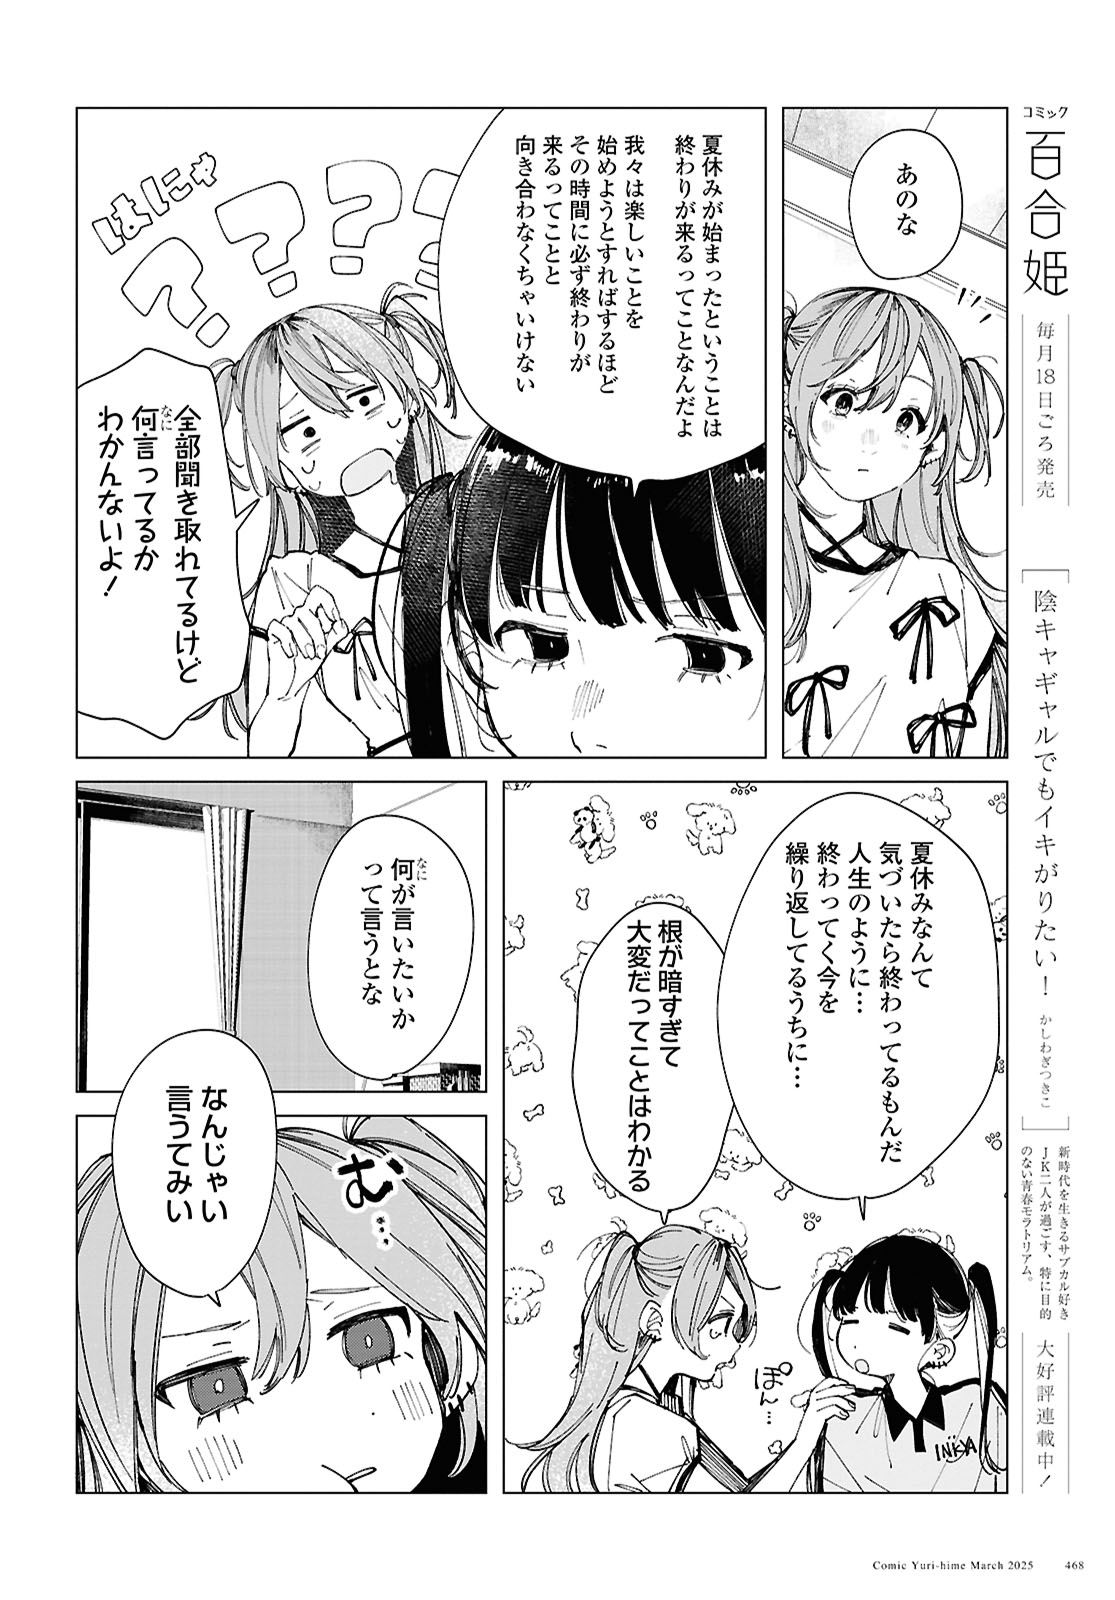 コミック
百合姫
毎月18日ごろ発売
陰キャギャルでもイキがりたい！
かしわぎつきこ
新時代を生きるサブカル好き
JK二人が過ごす、特に目的
のない青春モラトリアム。
大好評連載中！
あのな
夏休みが始まったということは
終わりが来るってことなんだよ
我々は楽しいことを
始めようとすればするほど
その時間に必ず終わりが
来るってことと
向き合わなくちゃいけない
はにゃ
？？？？
全部聞き取れてるけど
何言ってるか
なに
わかんないよ！
夏休みなんて
気づいたら終わってるもんだ
人生のように…
終わってく今を
繰り返してるうちに…
根が暗すぎて
大変だってことはわかる
ぽん…
INKYA
何が言いたいか
なに
って言うとな
なんじゃい
言うてみい
む…
Comic Yuri-hime March 2025
468